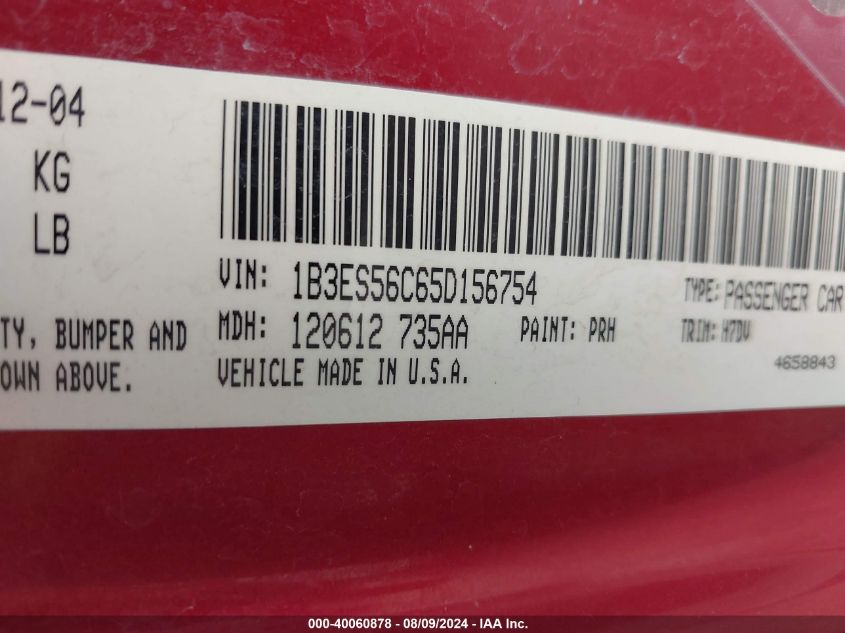 12-04
KG
LB
VIN: 1B3ES56C65D156754
TYPE: PASSENGER CAR
TY, BUMPER AND
MDH: 120612 735AA
PAINT: PRH
TRIM: H7DV
OWN ABOVE.
VEHICLE MADE IN U.S.A.
4658843
000-40060878 - 08/09/2024 - IAA Inc.